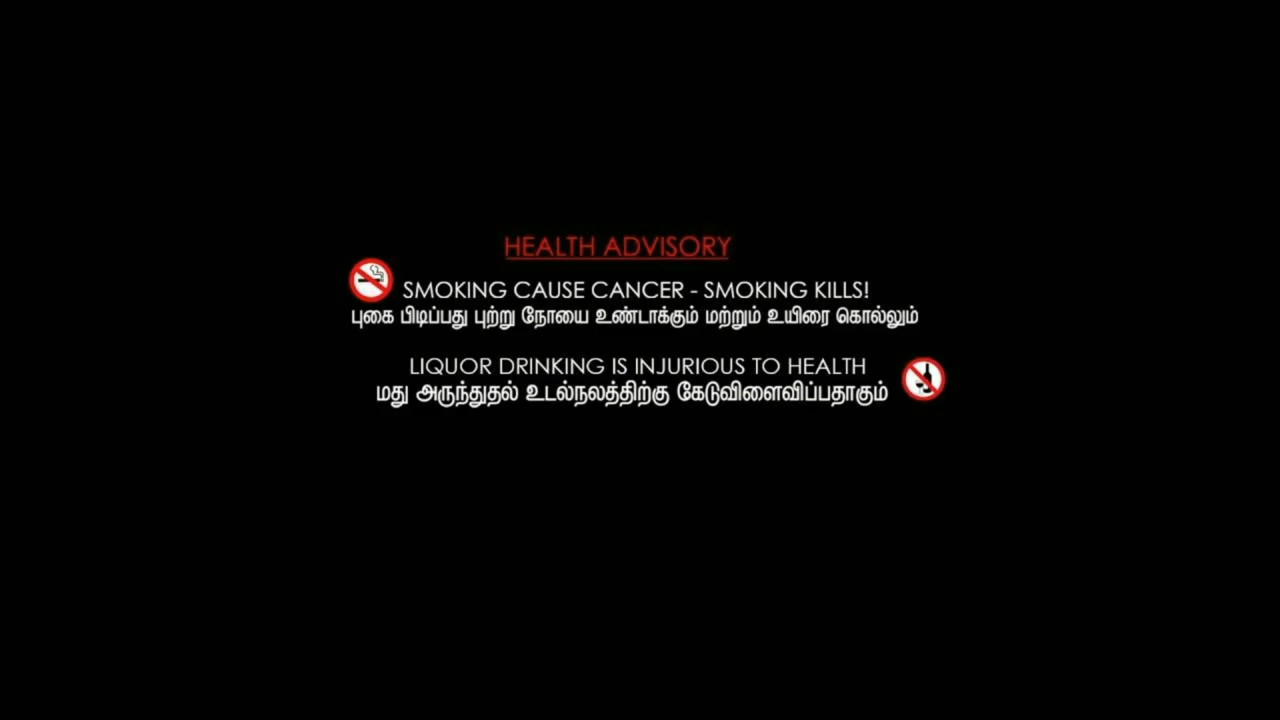 HEALTH ADVISORY
SMOKING CAUSE CANCER - SMOKING KILLS!
புகை பிடிப்பது புற்று நோயை உண்டாக்கும் மற்றும் உயிரை கொல்லும்
LIQUOR DRINKING IS INJURIOUS TO HEALTH
மது அருந்துதல் உடல்நலத்திற்கு கேடுவிளைவிப்பதாகும்